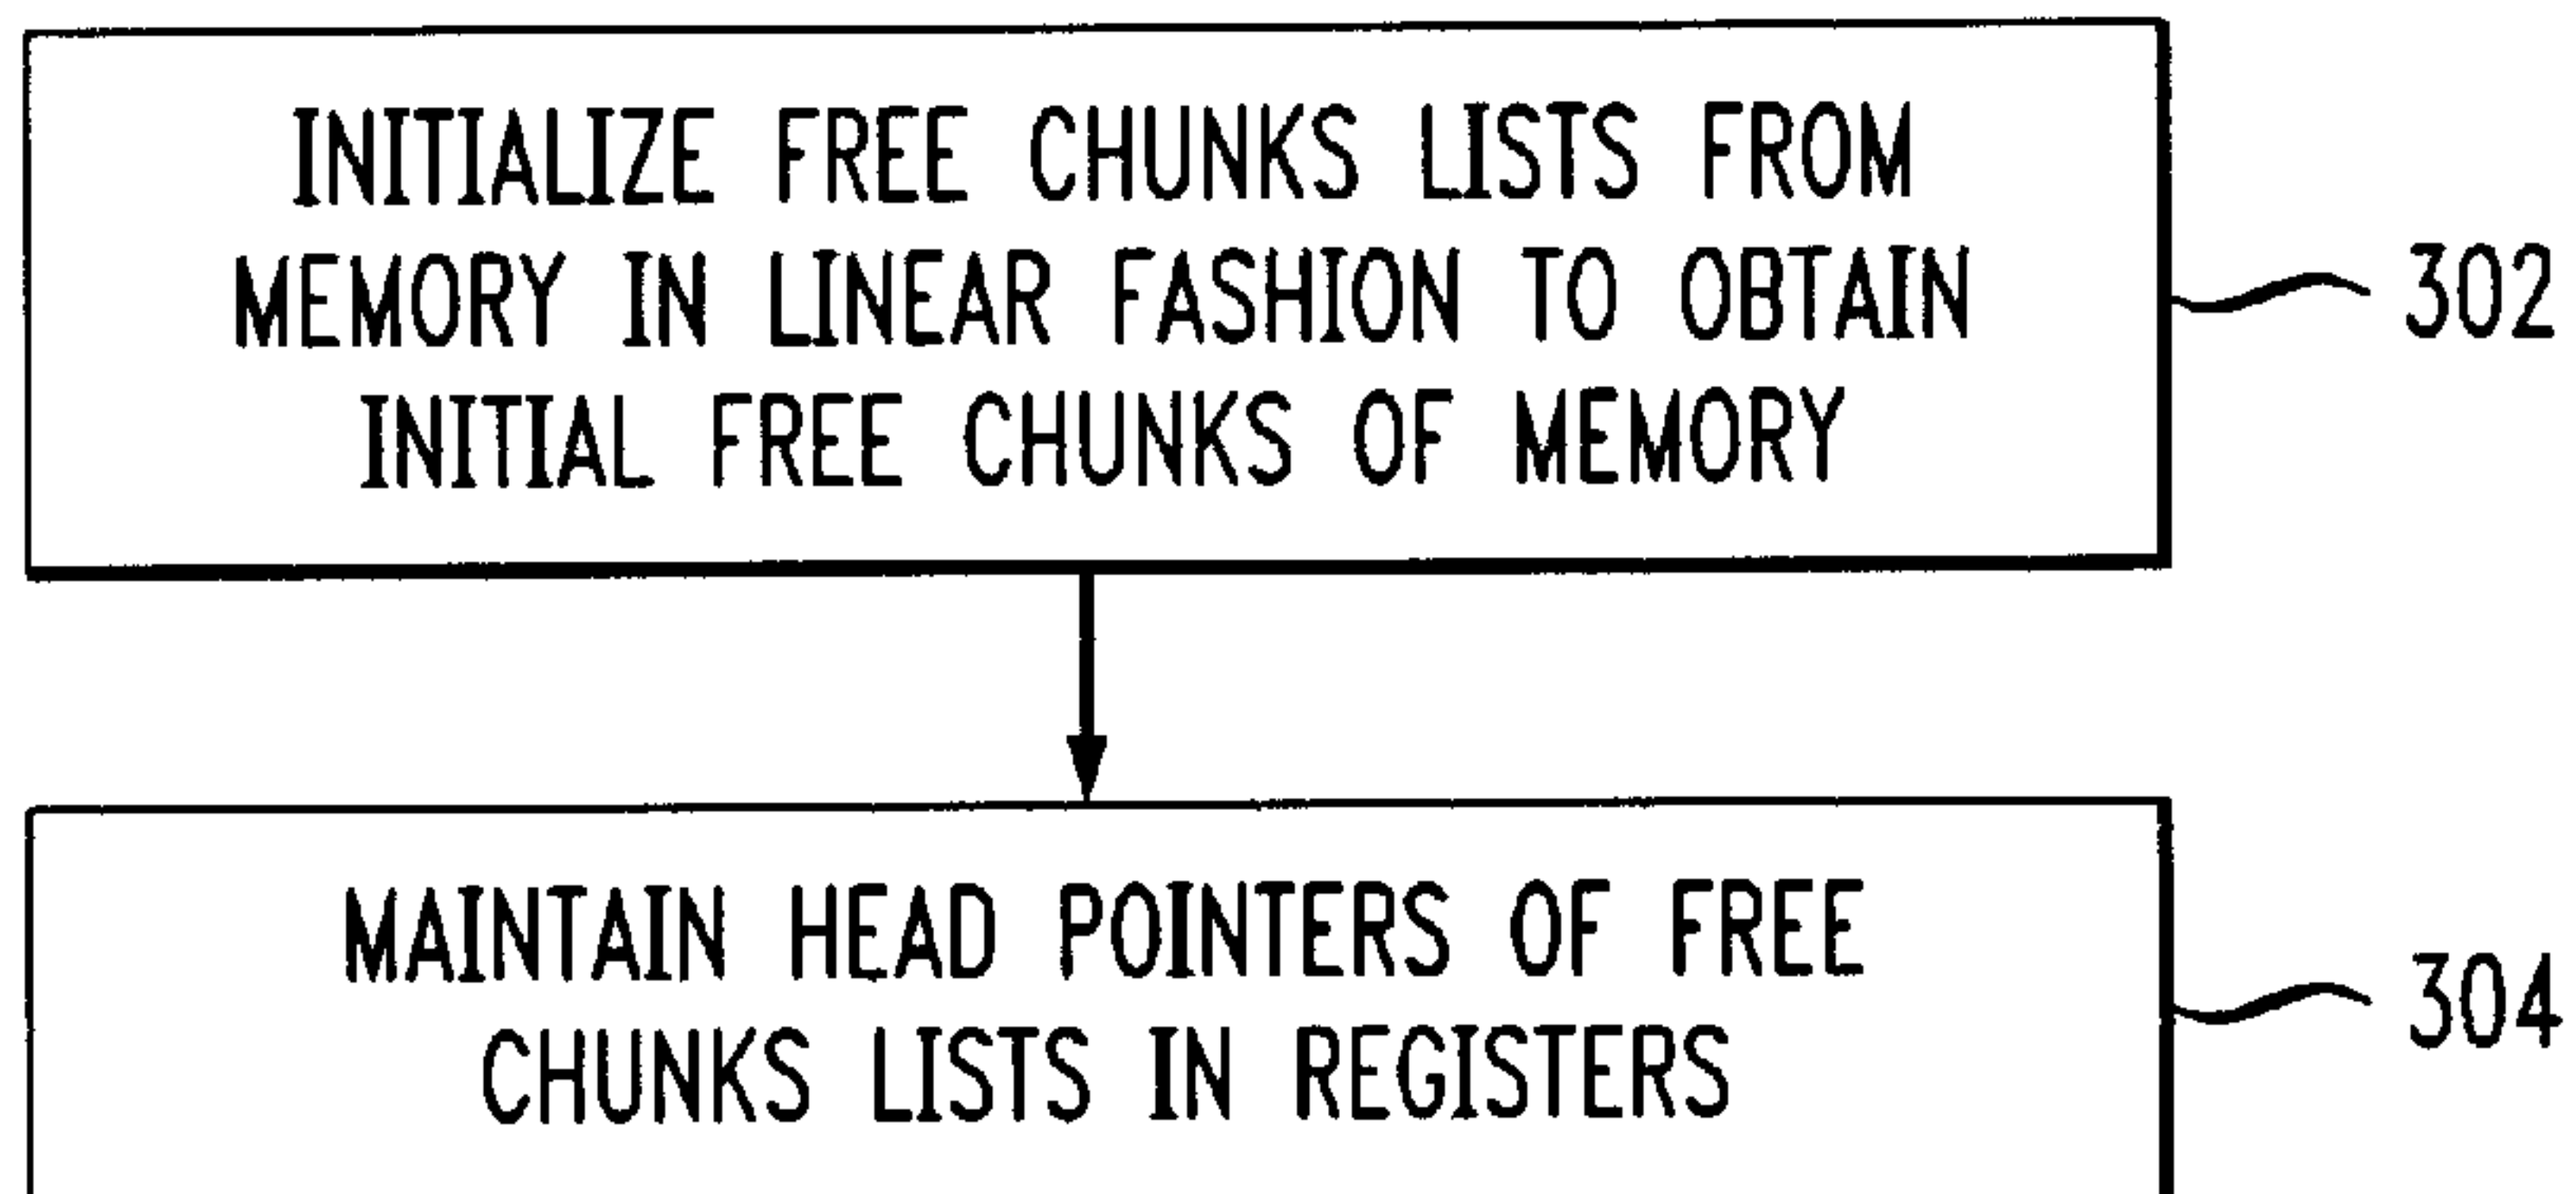 INITIALIZE FREE CHUNKS LISTS FROM
MEMORY IN LINEAR FASHION TO OBTAIN
INITIAL FREE CHUNKS OF MEMORY
302
MAINTAIN HEAD POINTERS OF FREE
CHUNKS LISTS IN REGISTERS
304